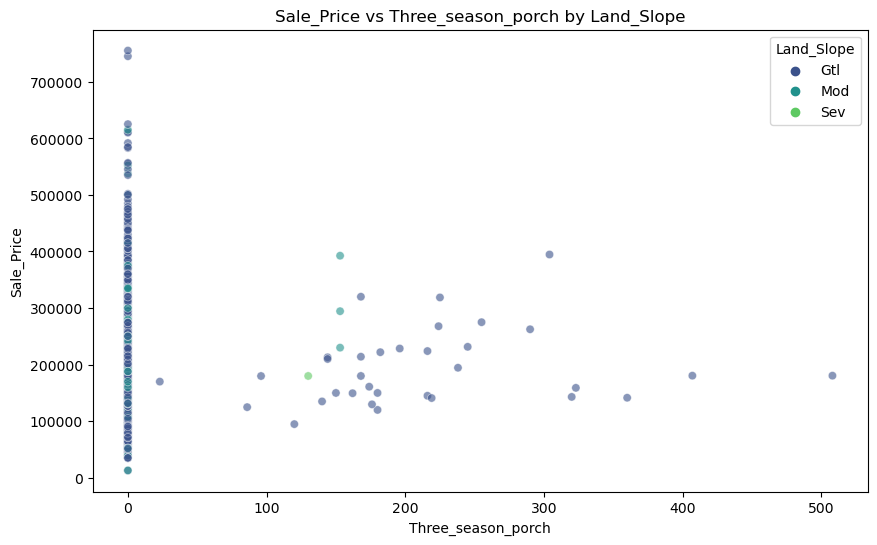 Sale_Price vs Three_season_porch by Land_Slope
Land_Slope
Gtl
Mod
Sev
Sale_Price
700000
600000
500000
400000
300000
200000
100000
0
0 100 200 300 400 500
Three_season_porch